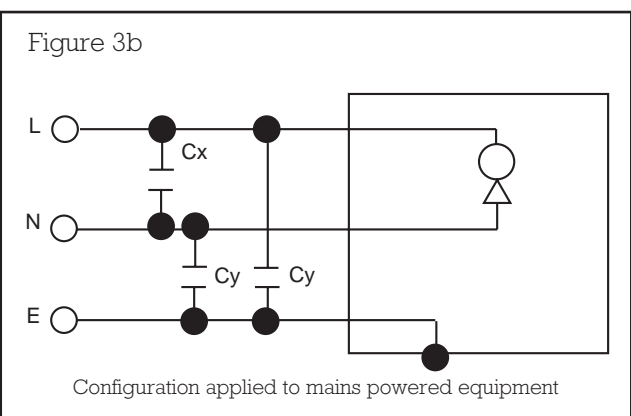 Figure 3b
L
Cx
N
Cy Cy
E
Configuration applied to mains powered equipment